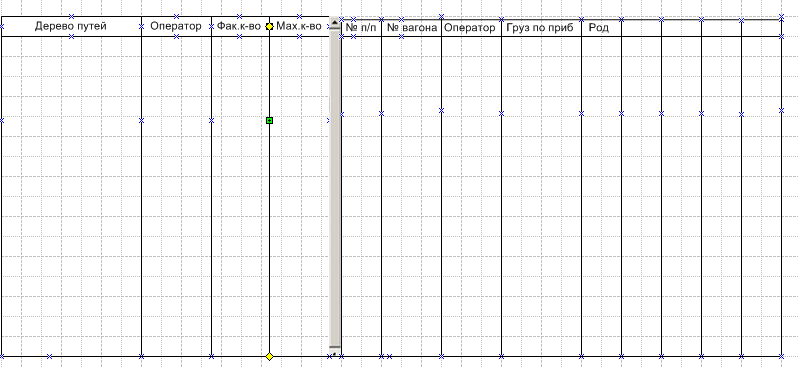 Дерево путей Оператор Фак.к-во Мах.к-во № п/п № вагона Оператор Груз по приб Род